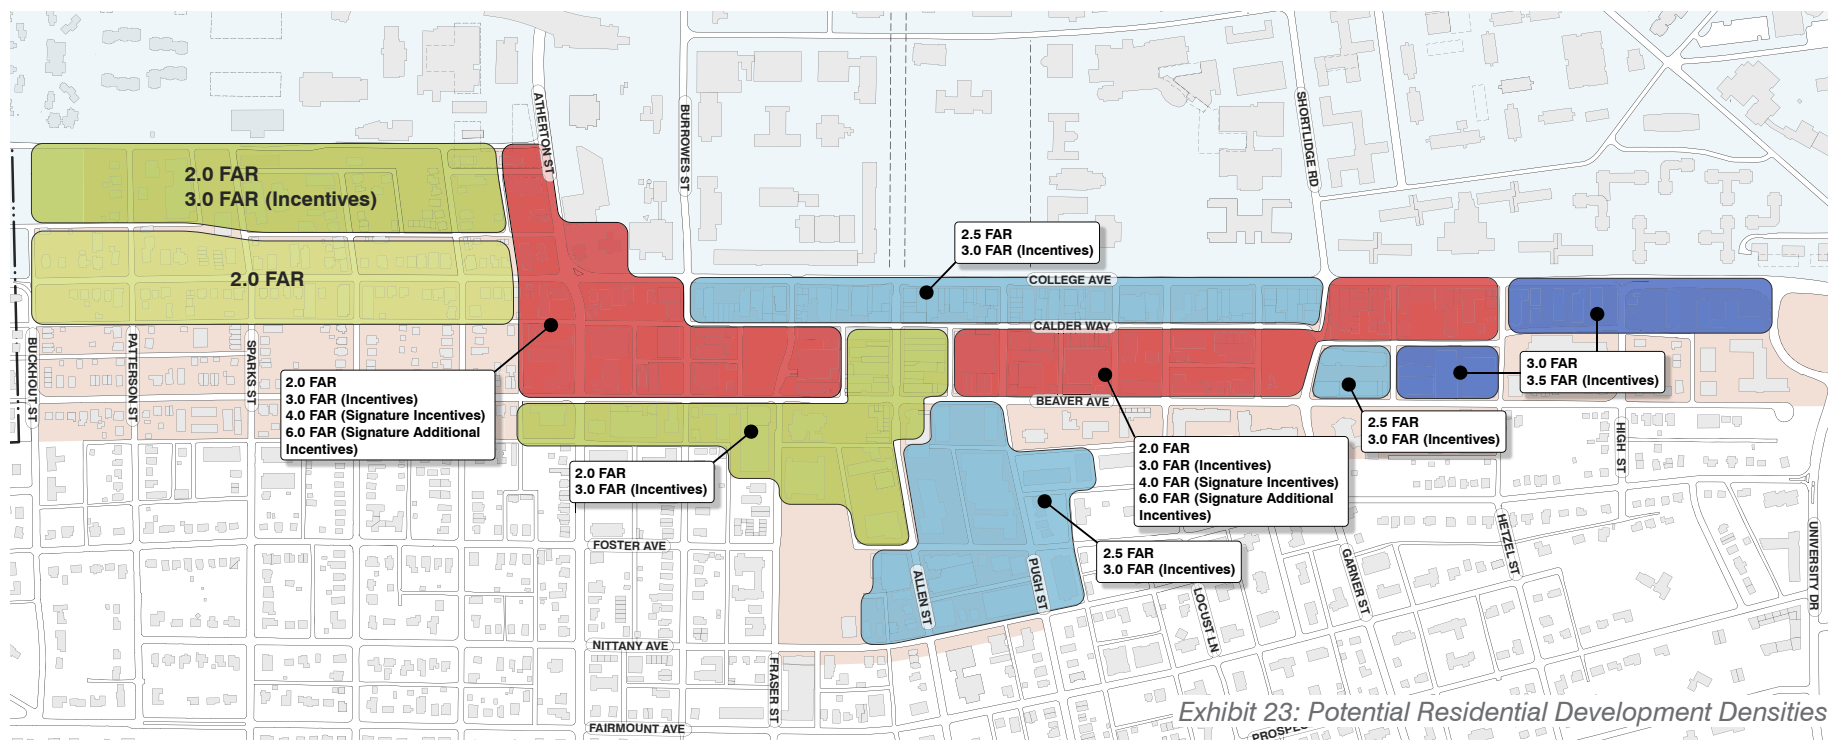 ATHERTON ST
BURROWES ST
SHORTLIDGE RD
2.0 FAR
3.0 FAR (Incentives)
2.0 FAR
2.5 FAR
3.0 FAR (Incentives)
COLLEGE AVE
CALDER WAY
BEAVER AVE
BUCKHOUT ST
PATTERSON ST
SPARKS ST
2.0 FAR
3.0 FAR (Incentives)
4.0 FAR (Signature Incentives)
6.0 FAR (Signature Additional
Incentives)
3.0 FAR
3.5 FAR (Incentives)
2.5 FAR
3.0 FAR (Incentives)
2.0 FAR
3.0 FAR (Incentives)
2.0 FAR
3.0 FAR (Incentives)
4.0 FAR (Signature Incentives)
6.0 FAR (Signature Additional
Incentives)
HIGH ST
2.5 FAR
3.0 FAR (Incentives)
FOSTER AVE
ALLEN ST
PUGH ST
LOCUST LN
GARNER ST
HETZEL ST
UNIVERSITY DR
NITTANY AVE
FRASER ST
FAIRMOUNT AVE
Exhibit 23: Potential Residential Development Densities